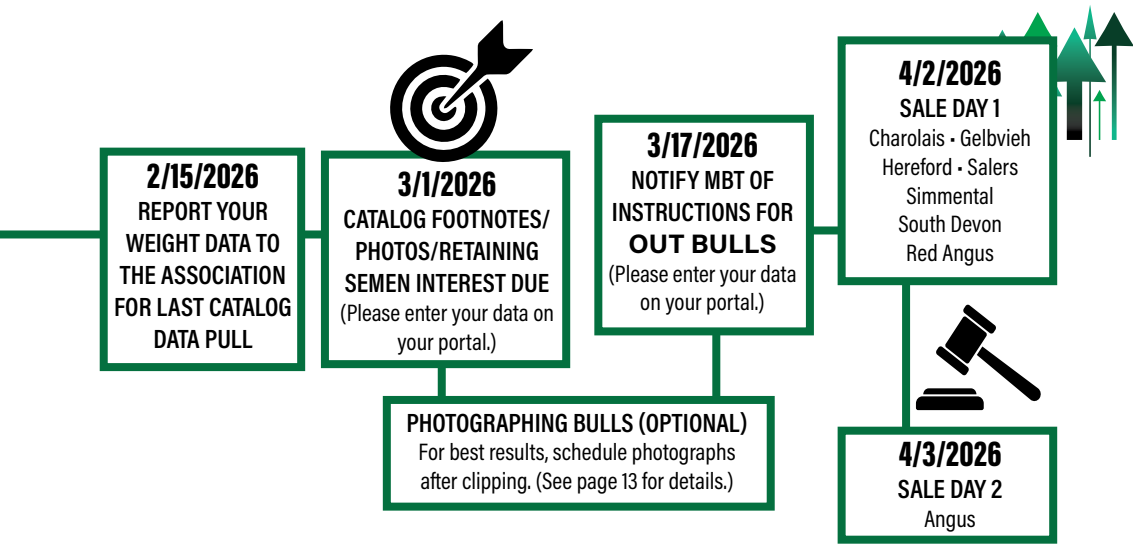 2/15/2026
REPORT YOUR
WEIGHT DATA TO
THE ASSOCIATION
FOR LAST CATALOG
DATA PULL
3/1/2026
CATALOG FOOTNOTES/
PHOTOS/RETAINING
SEMEN INTEREST DUE
(Please enter your data on
your portal.)
PHOTOGRAPHING BULLS (OPTIONAL)
For best results, schedule photographs
after clipping. (See page 13 for details.)
3/17/2026
NOTIFY MBT OF
INSTRUCTIONS FOR
OUT BULLS
(Please enter your data
on your portal.)
4/2/2026
SALE DAY 1
Charolais • Gelbvieh
Hereford • Salers
Simmental
South Devon
Red Angus
4/3/2026
SALE DAY 2
Angus